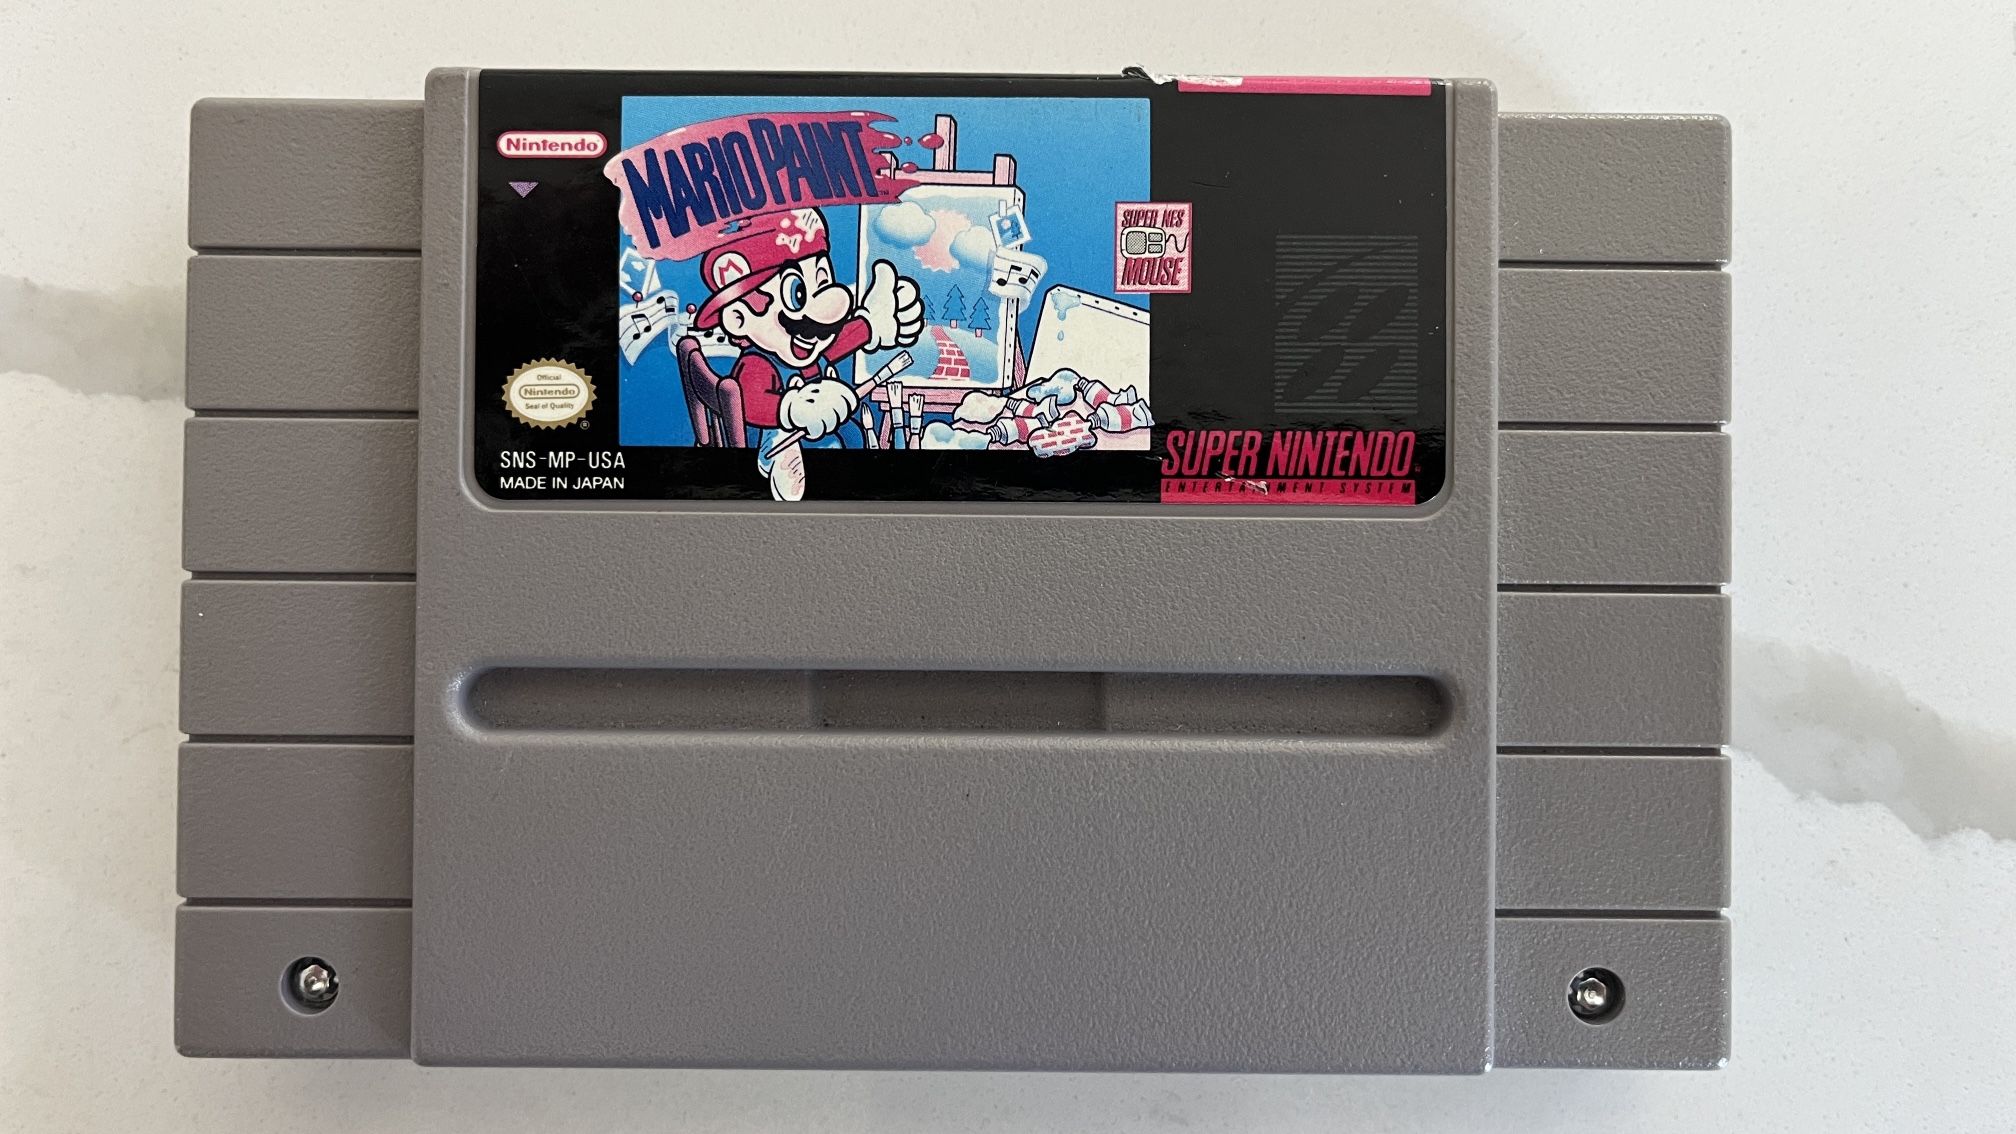 Nintendo
MARIO PAINT™
M
SUPER NES
MOUSE
Official
Nintendo
Seal of Quality
®
SNS-MP-USA
MADE IN JAPAN
SUPER NINTENDO
ENTERTAINMENT SYSTEM